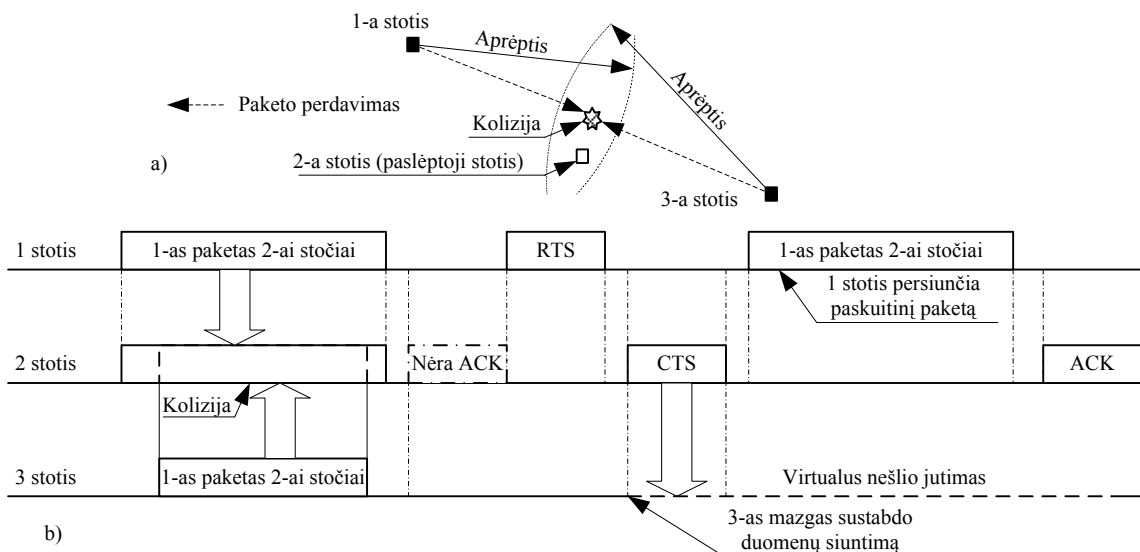 1-a stotis
Aprėptis
Aprėptis
Paketo perdavimas
Kolizija
a)
2-a stotis (paslėptoji stotis)
3-a stotis
1 stotis
1-as paketas 2-ai stočiai
RTS
1-as paketas 2-ai stočiai
1 stotis persiunčia
paskuitinį paketą
2 stotis
Nėra ACK
CTS
ACK
Kolizija
3 stotis
1-as paketas 2-ai stočiai
Virtualus nešlio jutimas
b)
3-as mazgas sustabdo
duomenų siuntimą